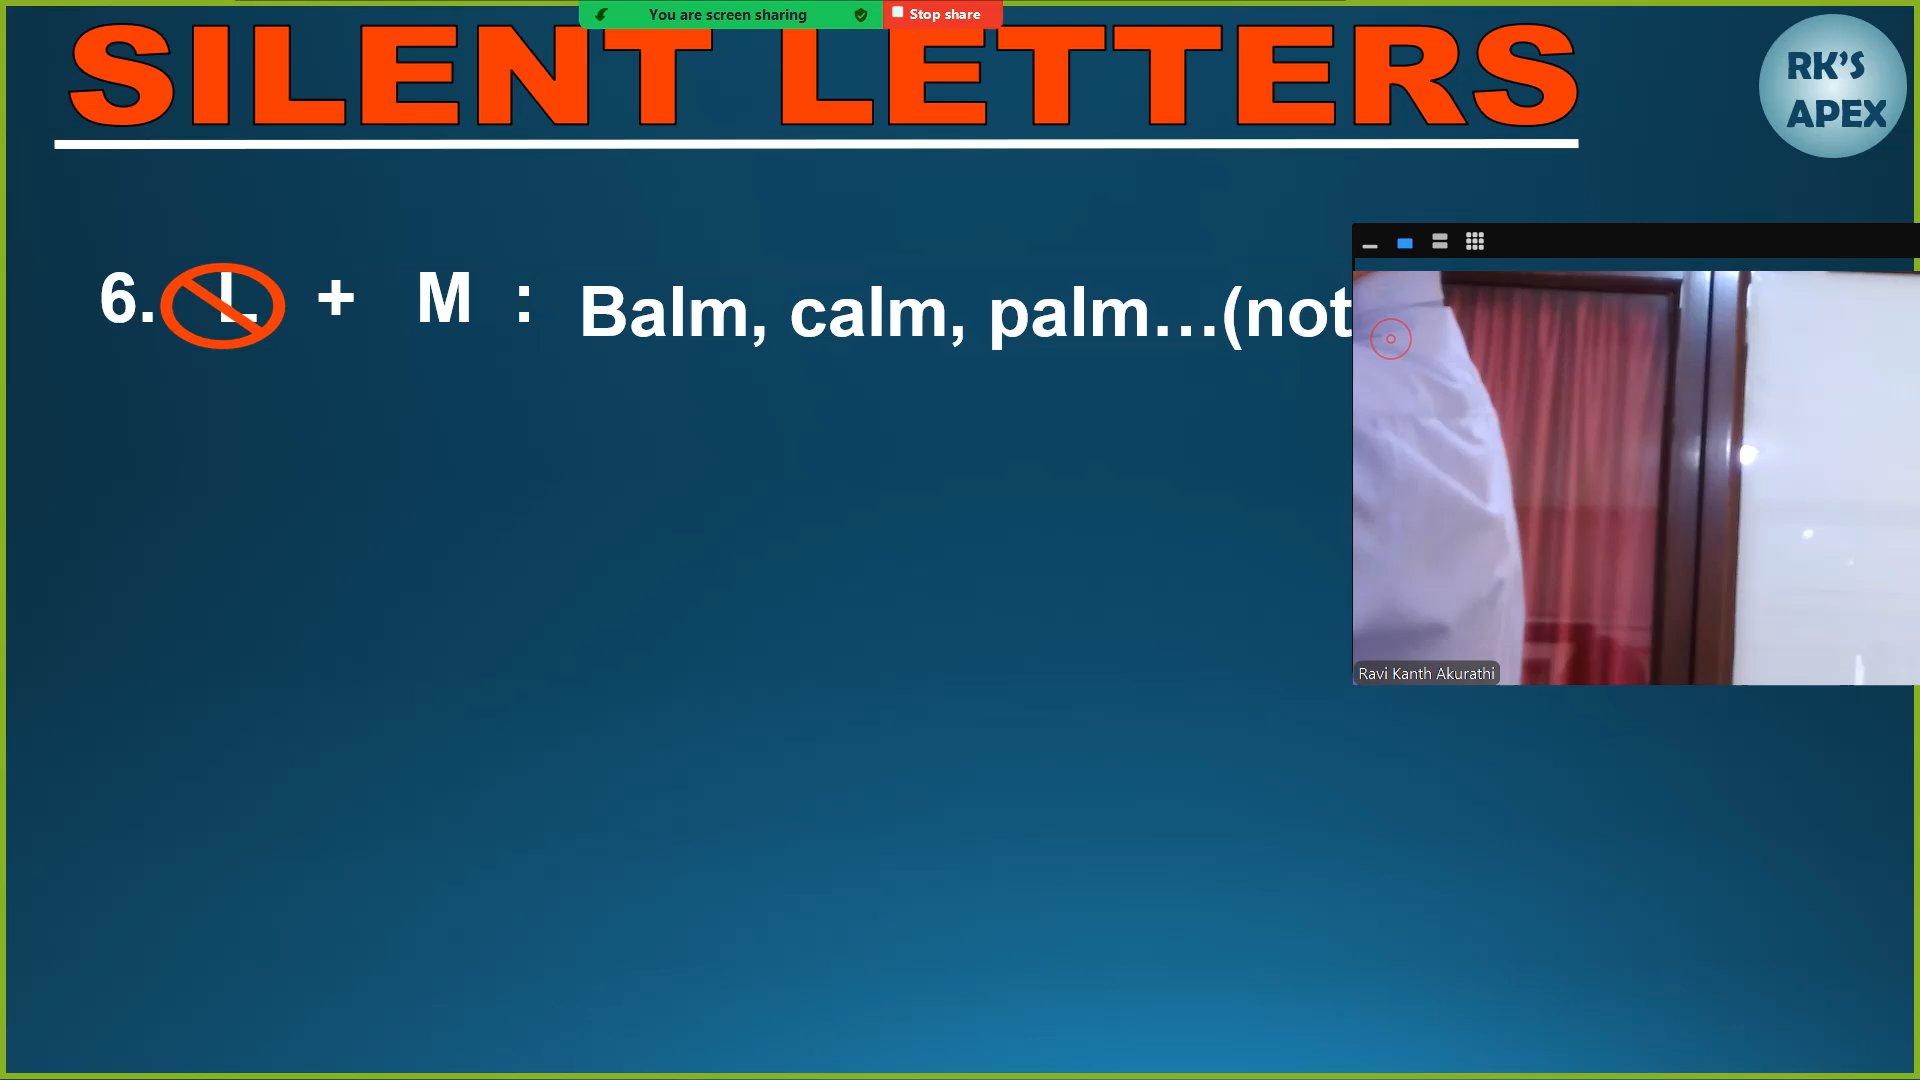 You are screen sharing Stop share
SILENT LETTERS
RK'S
APEX
6. L + M : Balm, calm, palm...(not
Ravi Kanth Akurathi